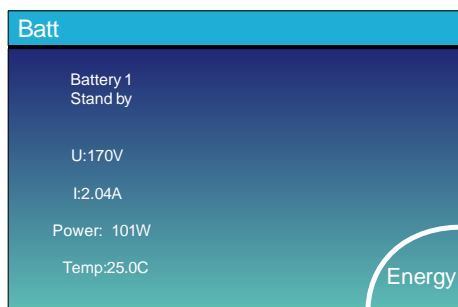 Batt
Battery 1
Stand by
U:170V
I:2.04A
Power: 101W
Temp:25.0C
Energy